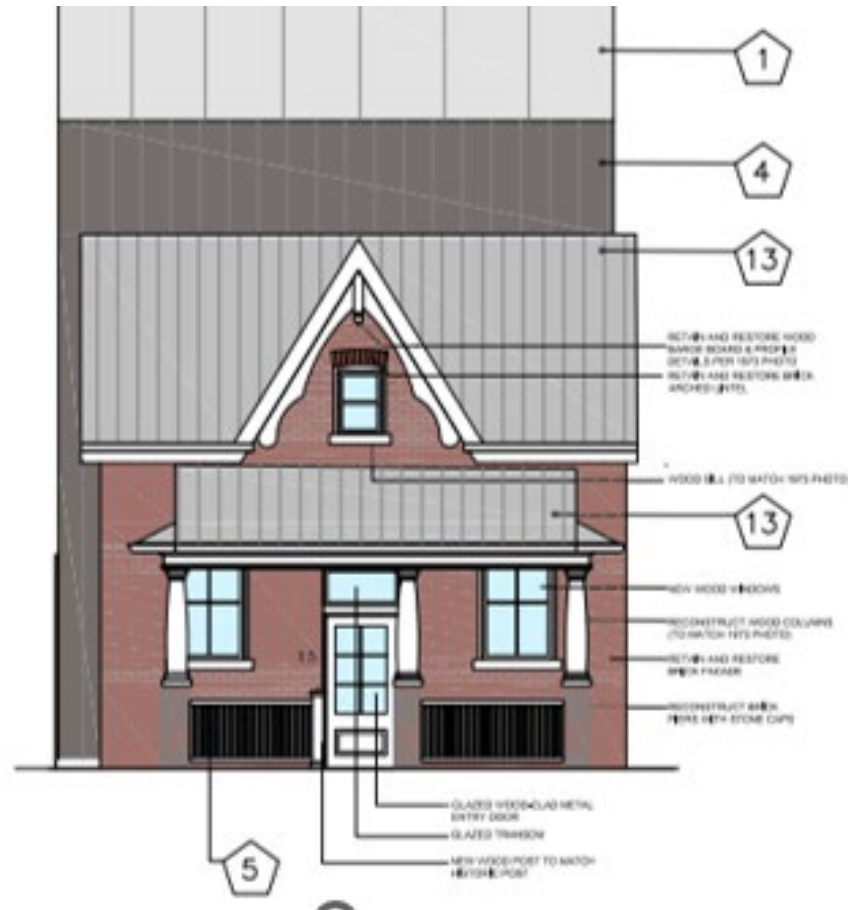 1
4
13
RETAIN AND RESTORE WOOD
BARGE BOARD & PROFILE
DETAILS PER 1973 PHOTO
RETAIN AND RESTORE BRICK
ARCHED LINTEL
WOOD SILL (TO MATCH 1973 PHOTO)
13
NEW WOOD WINDOWS
RECONSTRUCT WOOD COLUMNS
(TO MATCH 1973 PHOTO)
RETAIN AND RESTORE
BRICK FACADE
RECONSTRUCT BRICK
PIERS WITH STONE CAPS
15
GLAZED WOOD-CLAD METAL
ENTRY DOOR
GLAZED TRANSOM
NEW WOOD POST TO MATCH
HISTORIC POST
5